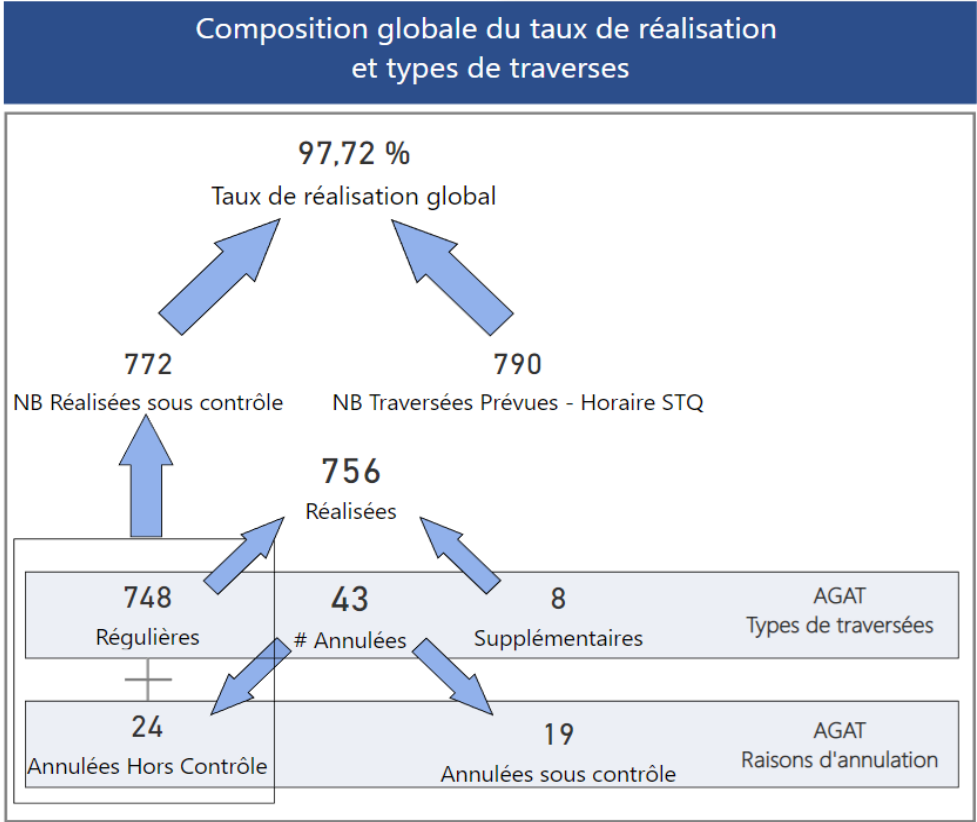 Composition globale du taux de réalisation
et types de traverses
97,72 %
Taux de réalisation global
772
NB Réalisées sous contrôle
790
NB Traversées Prévues - Horaire STQ
756
Réalisées
748
Régulières
43
# Annulées
8
Supplémentaires
AGAT
Types de traversées
24
Annulées Hors Contrôle
19
Annulées sous contrôle
AGAT
Raisons d'annulation